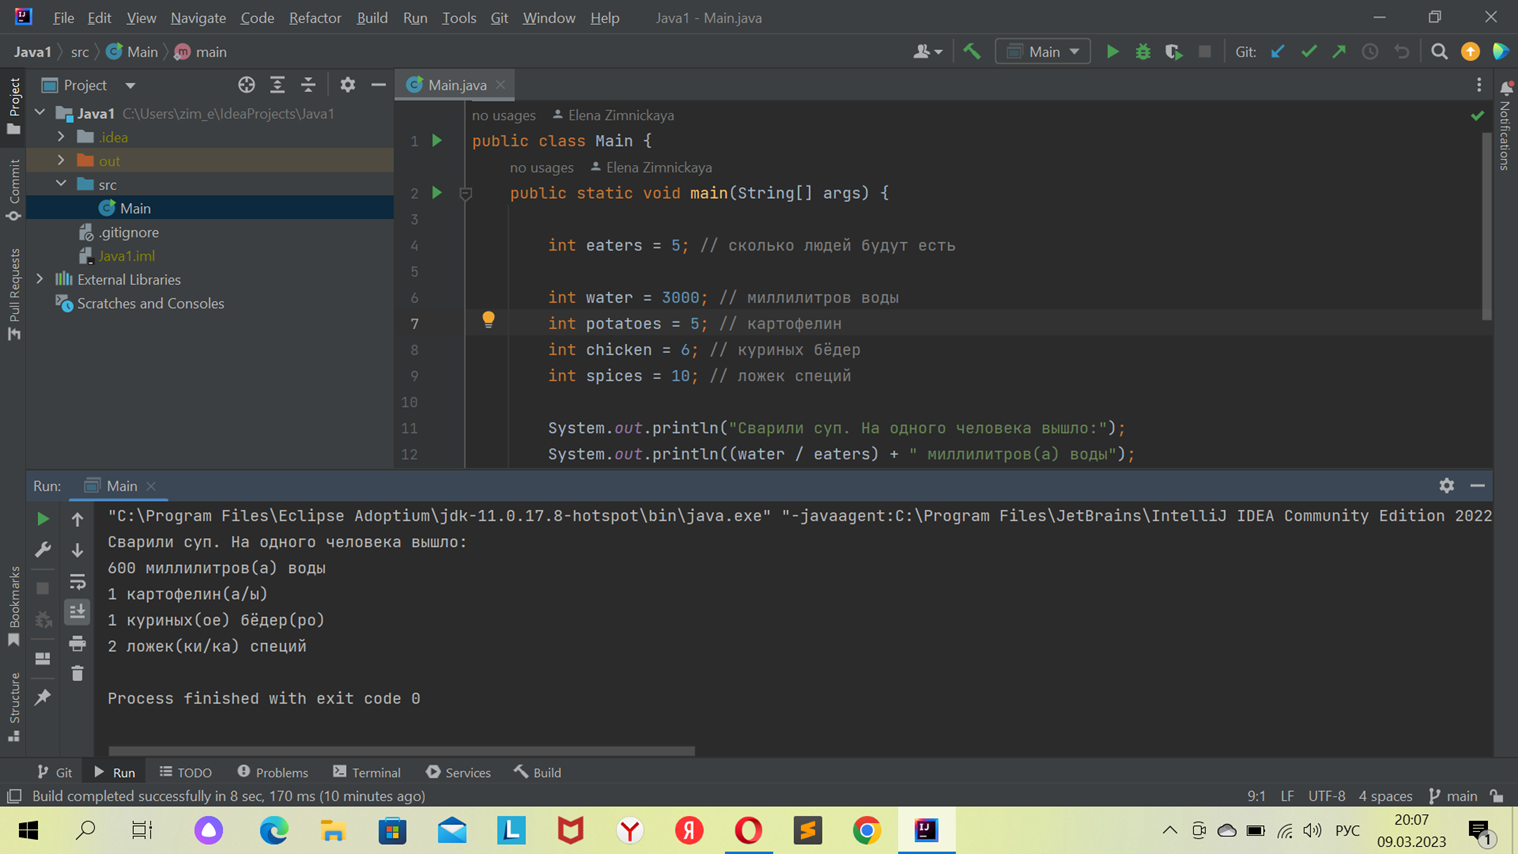 File Edit View Navigate Code Refactor Build Run Tools Git Window Help Java1 - Main.java
Java1 src Main main
Main Git:
Project
Main.java
Java1 C:\Users\zim_e\IdeaProjects\Java1
.idea
out
src
Main
.gitignore
Java1.iml
External Libraries
Scratches and Consoles
Project
Commit
Pull Requests
Bookmarks
Structure
Notifications
no usages Elena Zimnickaya
1 public class Main {
no usages Elena Zimnickaya
2 public static void main(String[] args) {
3
4 int eaters = 5; // сколько людей будут есть
5
6 int water = 3000; // миллилитров воды
7 int potatoes = 5; // картофелин
8 int chicken = 6; // куриных бёдер
9 int spices = 10; // ложек специй
10
11 System.out.println("Сварили суп. На одного человека вышло:");
12 System.out.println((water / eaters) + " миллилитров(а) воды");
Run: Main
"C:\Program Files\Eclipse Adoptium\jdk-11.0.17.8-hotspot\bin\java.exe" "-javaagent:C:\Program Files\JetBrains\IntelliJ IDEA Community Edition 2022
Сварили суп. На одного человека вышло:
600 миллилитров(а) воды
1 картофелин(а/ы)
1 куриных(ое) бёдер(ро)
2 ложек(ки/ка) специй
Process finished with exit code 0
Git Run TODO Problems Terminal Services Build
Build completed successfully in 8 sec, 170 ms (10 minutes ago) 9:1 LF UTF-8 4 spaces main
РУС 20:07
09.03.2023
1